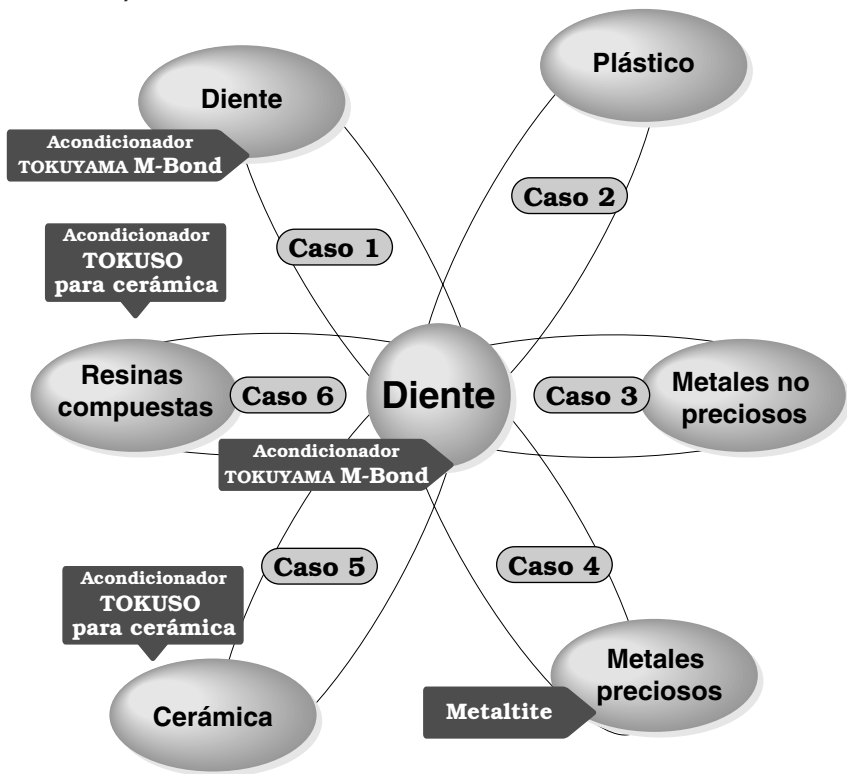 Diente
Acondicionador
TOKUYAMA M-Bond
Plástico
Caso 2
Caso 1
Acondicionador
TOKUSO
para cerámica
Resinas
compuestas
Caso 6
Diente
Caso 3
Metales no
preciosos
Acondicionador
TOKUYAMA M-Bond
Caso 5
Caso 4
Acondicionador
TOKUSO
para cerámica
Cerámica
Metaltite
Metales
preciosos